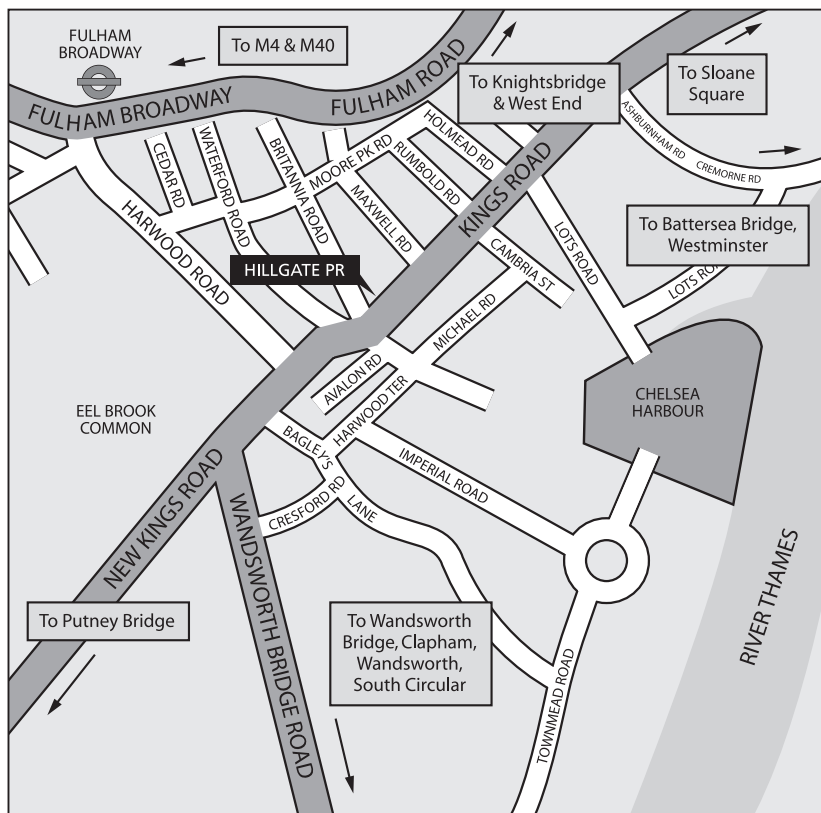 FULHAM
BROADWAY
To M4 & M40
FULHAM BROADWAY
FULHAM ROAD
To Knightsbridge
& West End
To Sloane
Square
ASHBURNHAM RD
CREMORNE RD
HOLMEAD RD
RUMBOLD RD
MOORE PK RD
CEDAR RD
WATERFORD ROAD
BRITANNIA ROAD
MAXWELL RD
KINGS ROAD
HARWOOD ROAD
HILLGATE PR
CAMBRIA ST
LOTS ROAD
To Battersea Bridge,
Westminster
LOTS RO
MICHAEL RD
AVALON RD
HARWOOD TER
CHELSEA
HARBOUR
EEL BROOK
COMMON
BAGLEY'S
LANE
IMPERIAL ROAD
CRESFORD RD
NEW KINGS ROAD
WANDSWORTH BRIDGE ROAD
To Putney Bridge
To Wandsworth
Bridge, Clapham,
Wandsworth,
South Circular
TOWNMEAD ROAD
RIVER THAMES